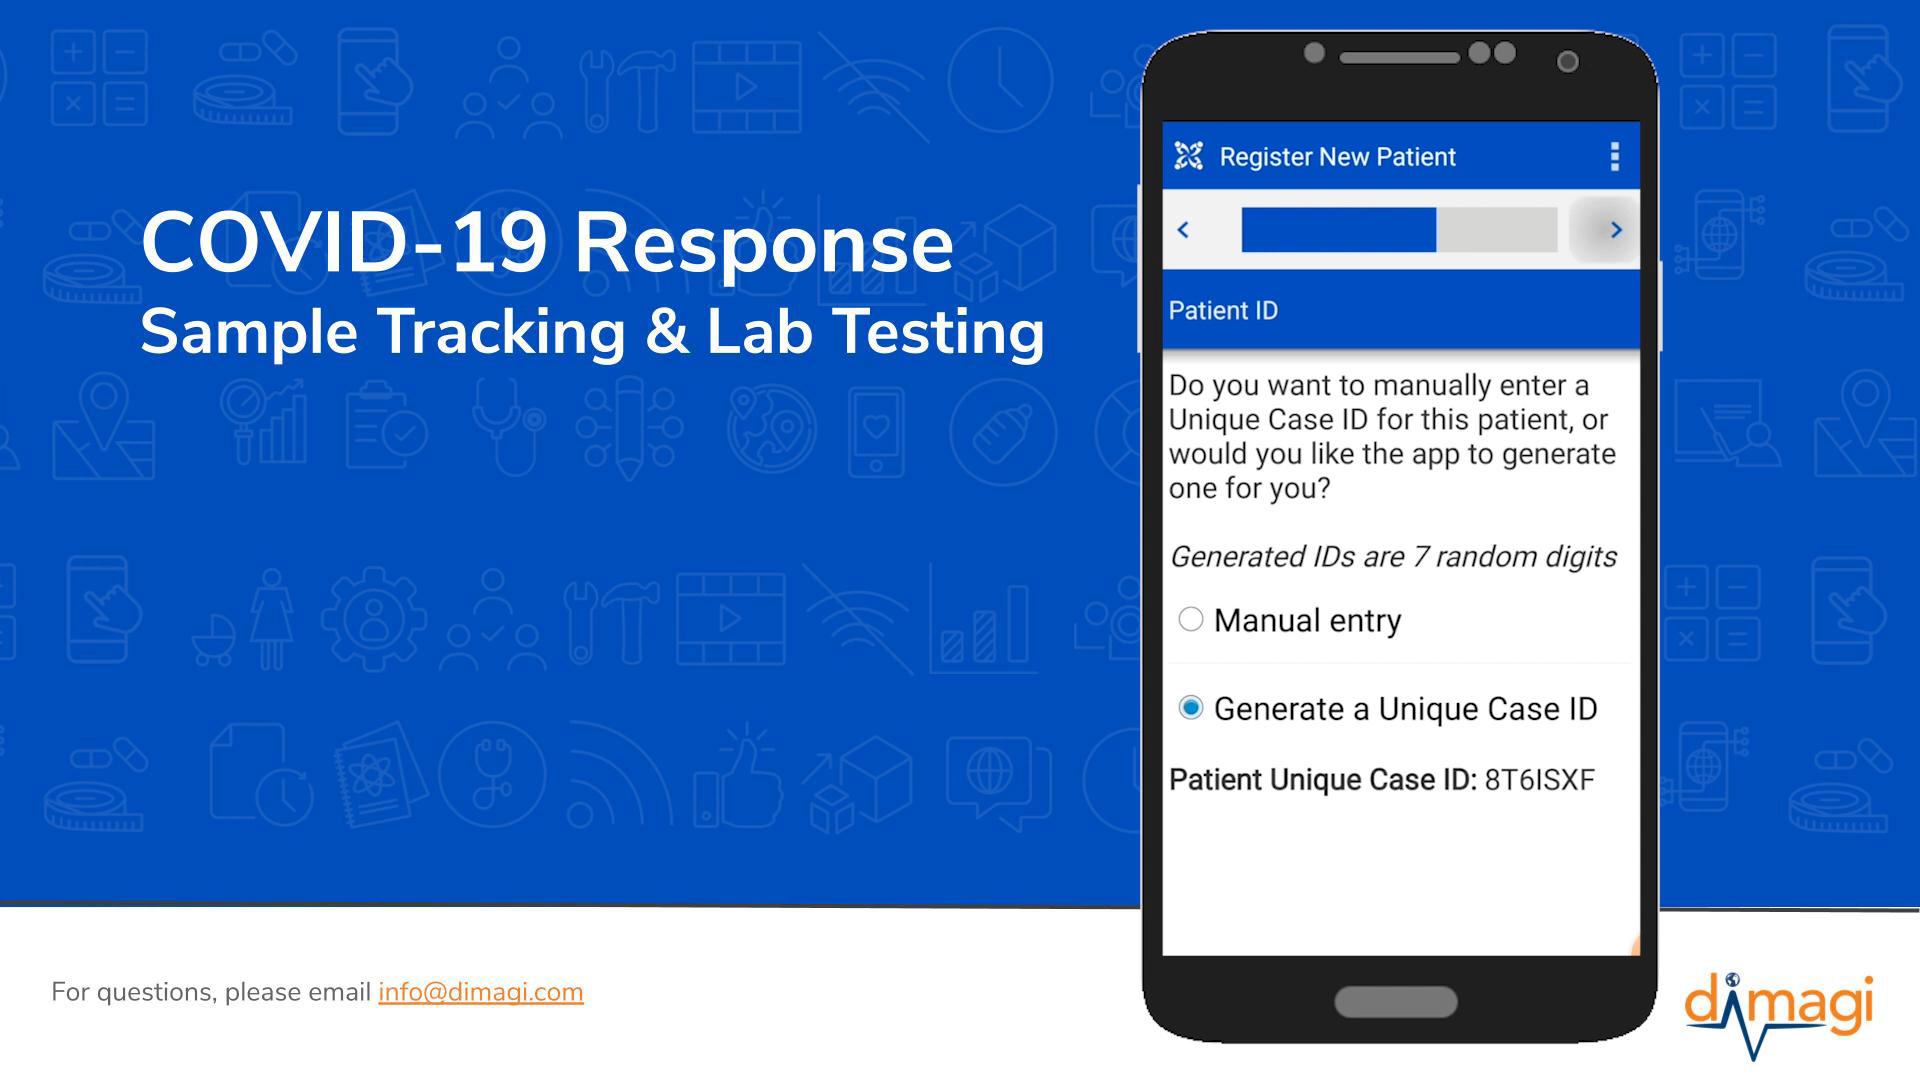 COVID-19 Response
Sample Tracking & Lab Testing
Register New Patient
Patient ID
Do you want to manually enter a
Unique Case ID for this patient, or
would you like the app to generate
one for you?
Generated IDs are 7 random digits
Manual entry
Generate a Unique Case ID
Patient Unique Case ID: 8T6ISXF
For questions, please email info@dimagi.com
dimagi